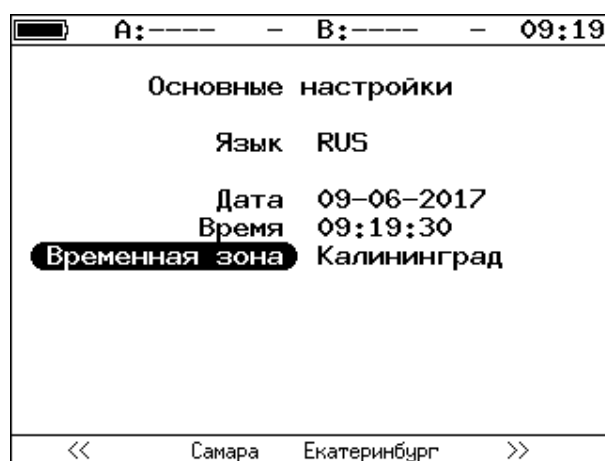 A:---- - B:---- - 09:19
Основные настройки
Язык RUS
Дата 09-06-2017
Время 09:19:30
Временная зона Калининград
<< Самара Екатеринбург >>